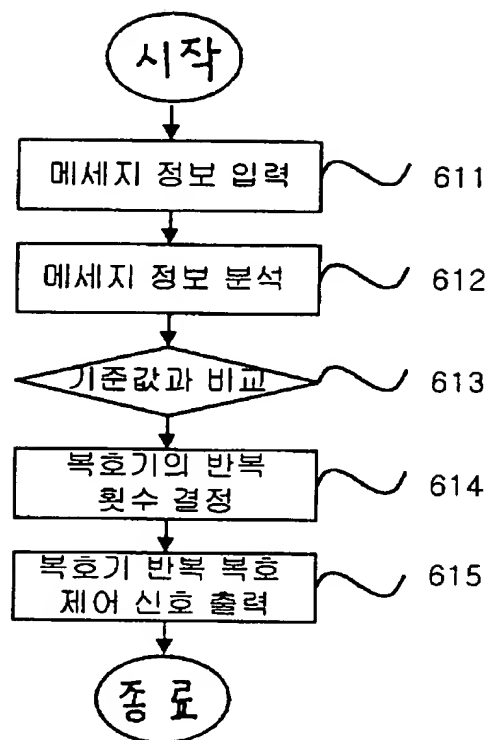 시작
메세지 정보 입력
611
메세지 정보 분석
612
기준값과 비교
613
복호기의 반복
횟수 결정
614
복호기 반복 복호
제어 신호 출력
615
종료